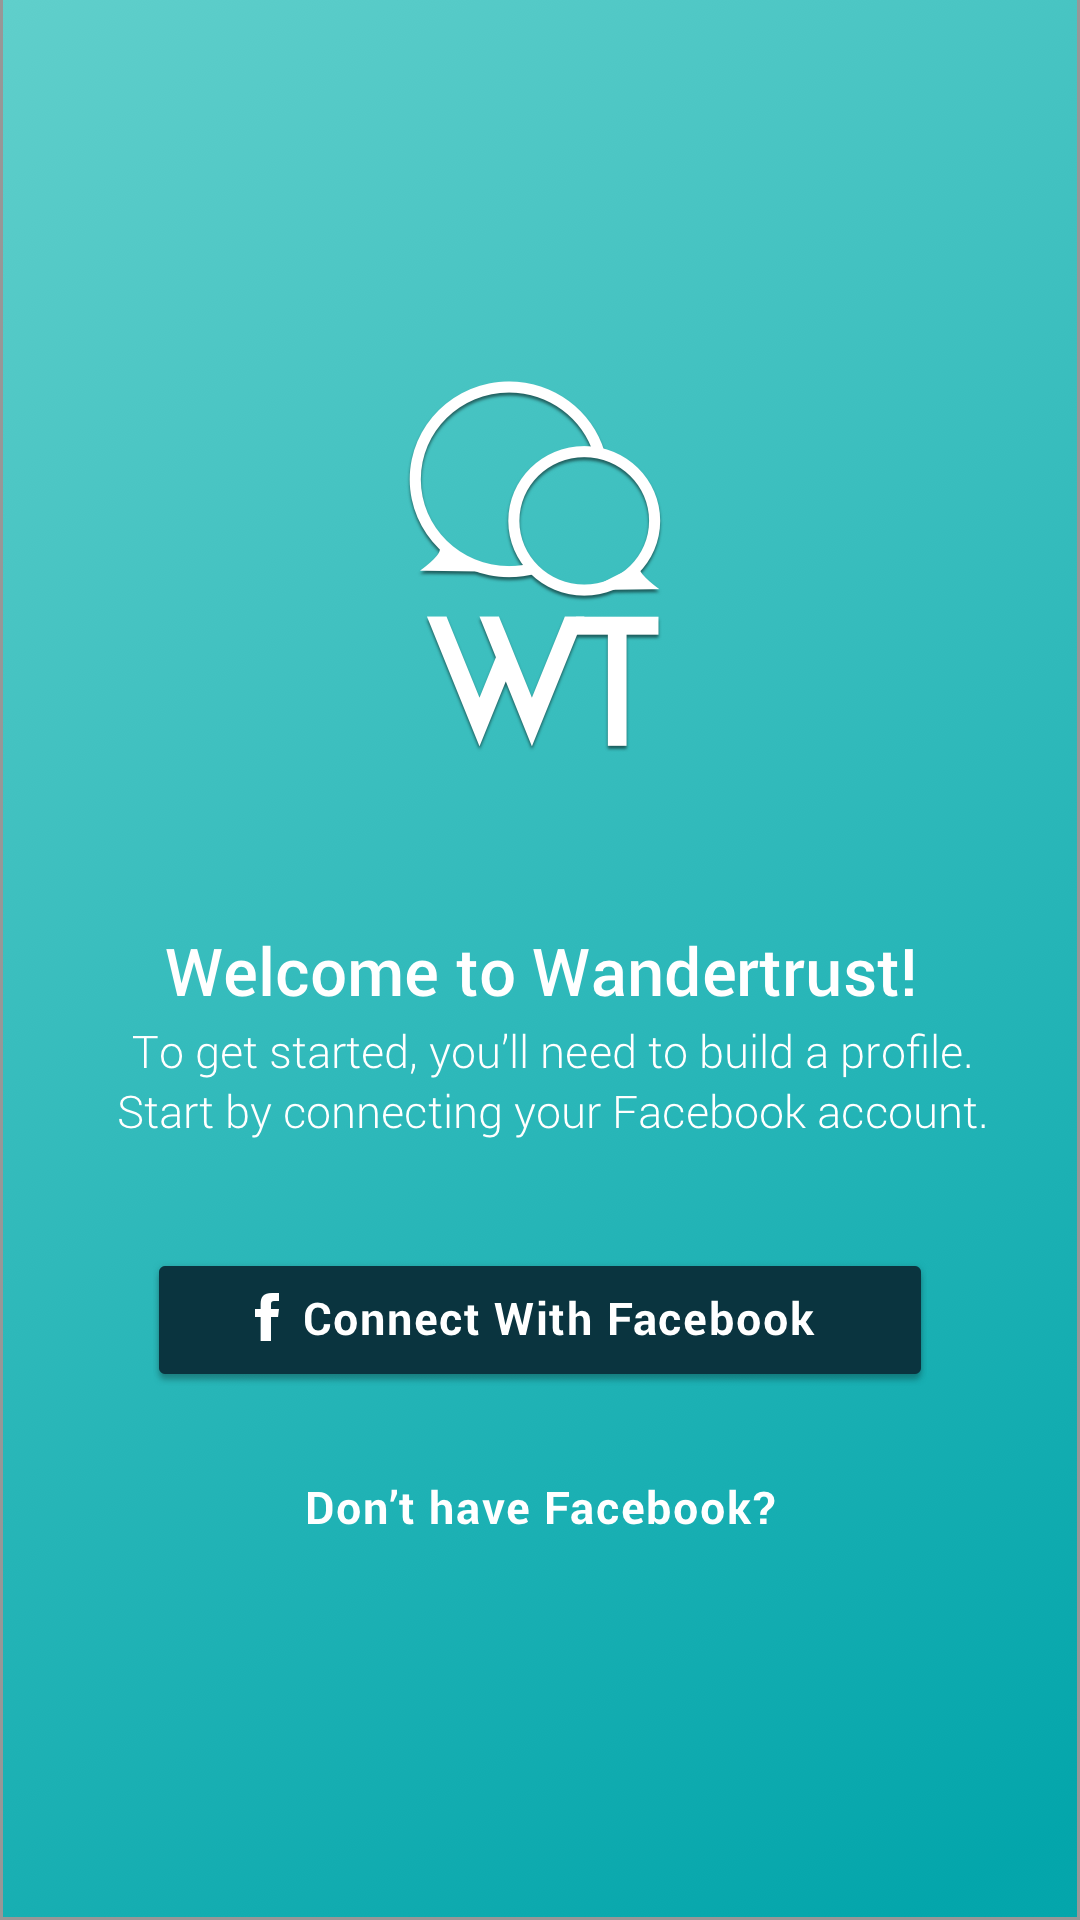 WT
Welcome to Wandertrust!
To get started, you’ll need to build a profile.
Start by connecting your Facebook account.
f Connect With Facebook
Don’t have Facebook?